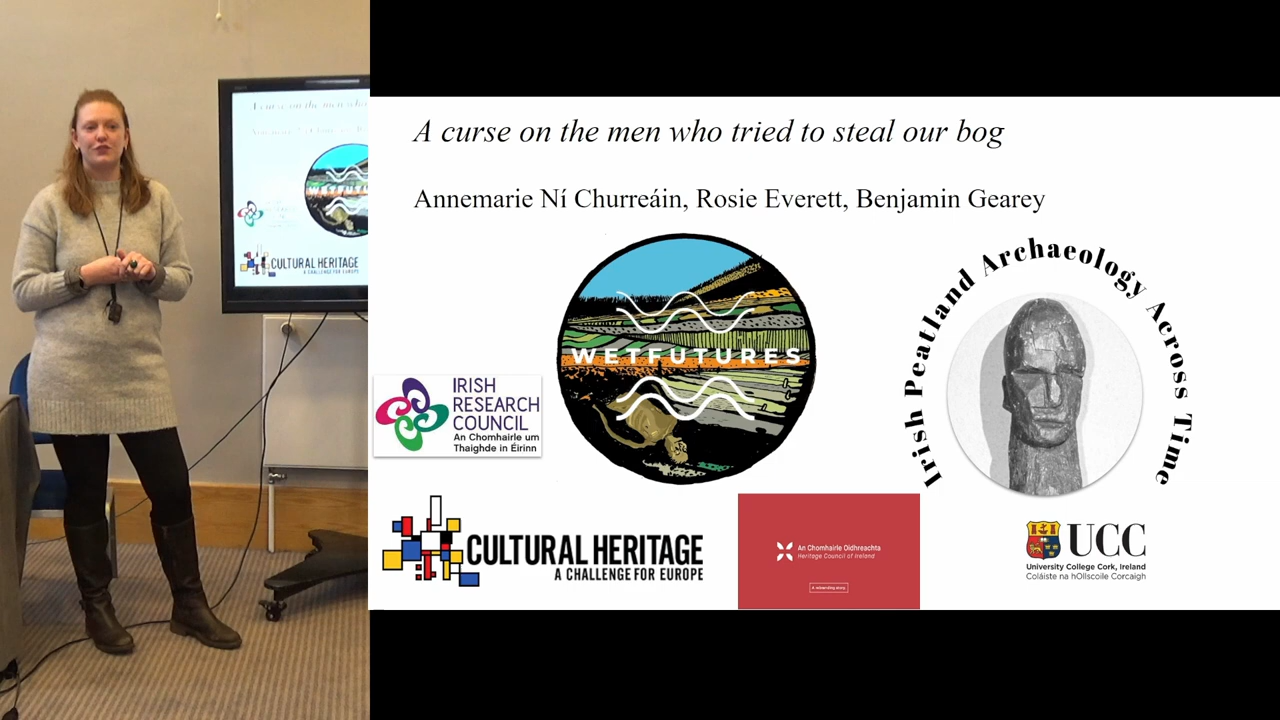 A curse on the men who tried to steal our bog
Annemarie Ní Churreáin, Rosie Everett, Benjamin Gearey
WETFUTURES
Irish Peatland Archaeology Across Time
IRISH
RESEARCH
COUNCIL
An Chomhairle um
Thaighde in Éirinn
CULTURAL HERITAGE
A CHALLENGE FOR EUROPE
An Chomhairle Oidhreachta
Heritage Council of Ireland
UCC
University College Cork, Ireland
Coláiste na hOllscoile Corcaigh
CULTURAL HERITAGE
A CHALLENGE FOR EUROPE